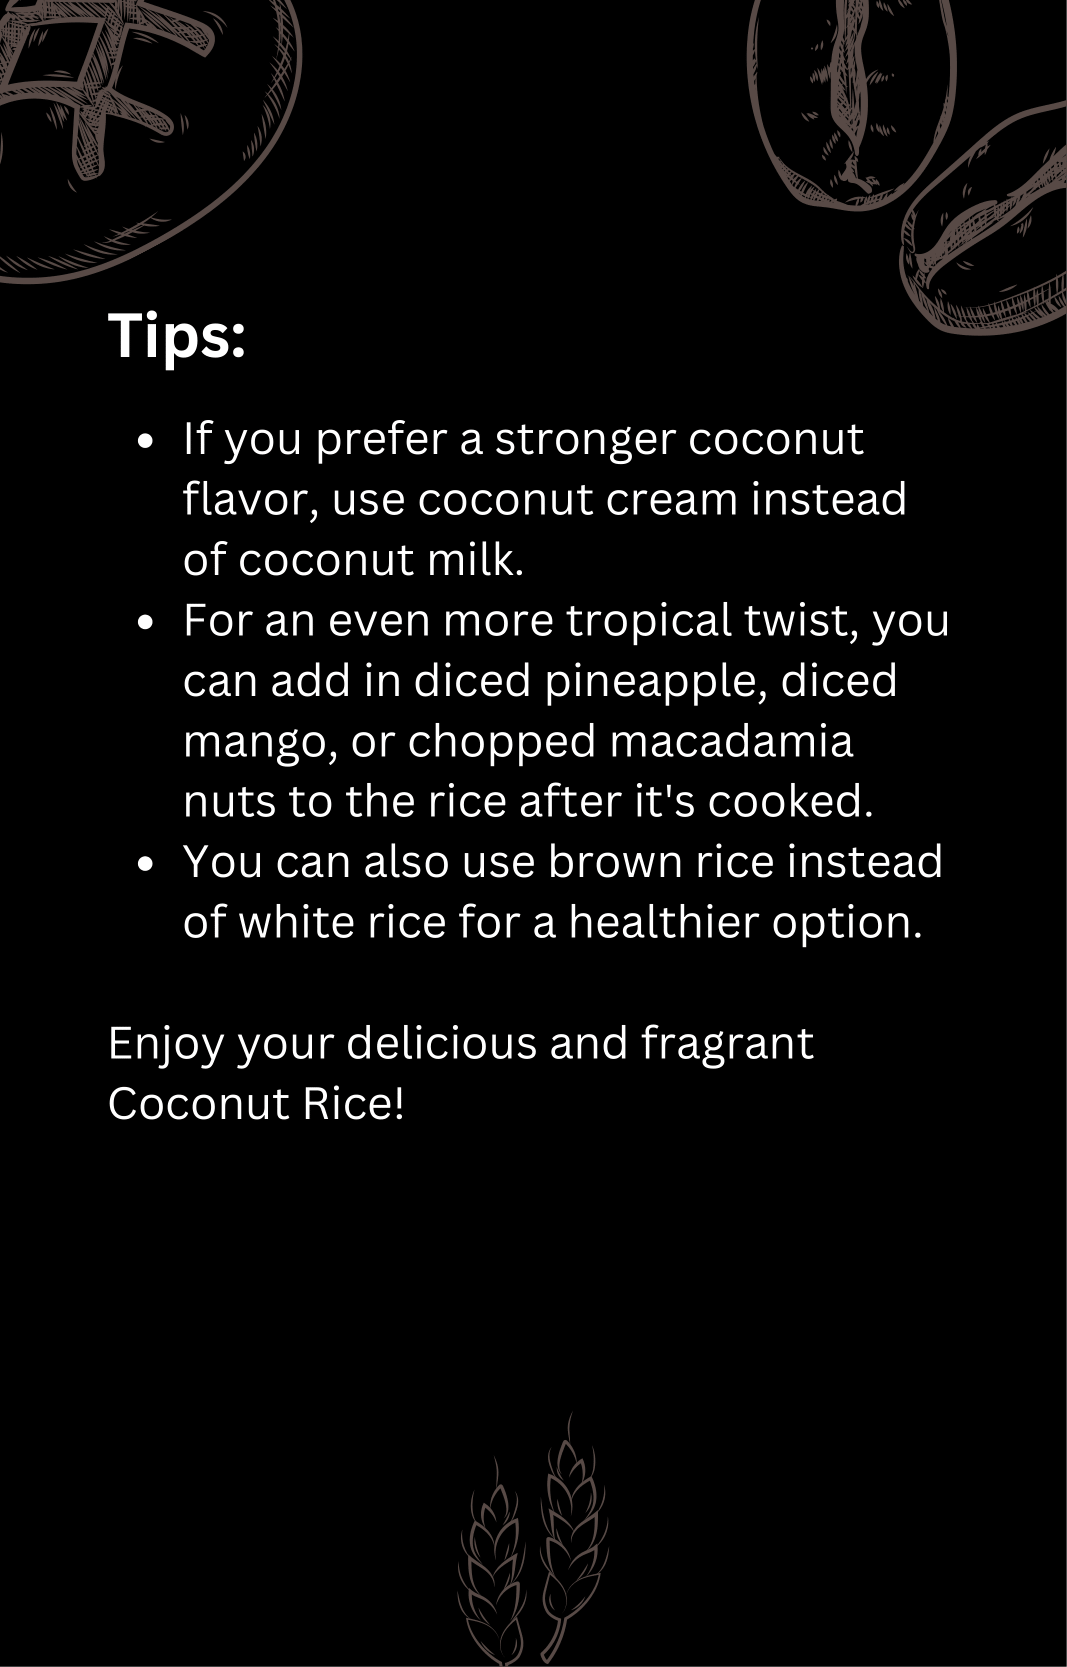 Tips:
• If you prefer a stronger coconut
flavor, use coconut cream instead
of coconut milk.
• For an even more tropical twist, you
can add in diced pineapple, diced
mango, or chopped macadamia
nuts to the rice after it's cooked.
• You can also use brown rice instead
of white rice for a healthier option.
Enjoy your delicious and fragrant
Coconut Rice!